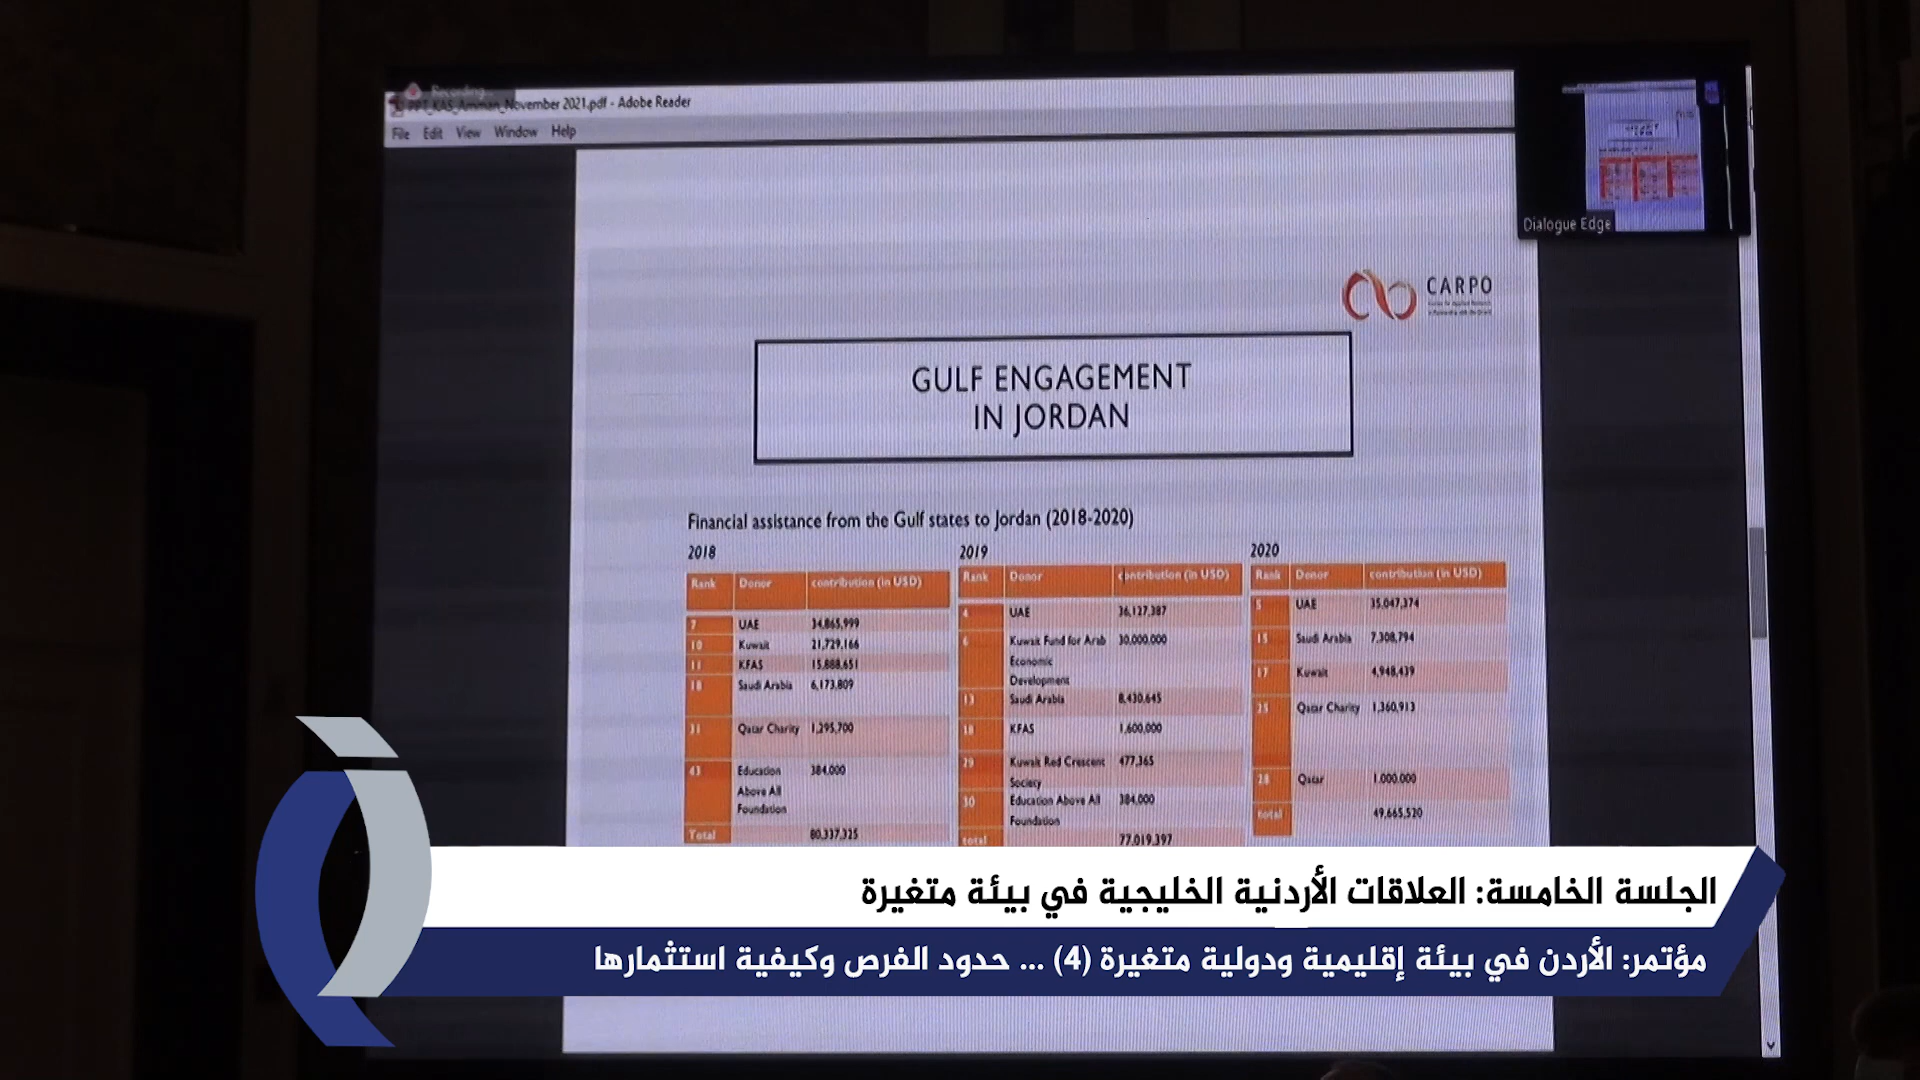 Recording...
PPT_KAS_Amman_November 2021.pdf - Adobe Reader
File Edit View Window Help
Dialogue Edge
CARPO
GULF ENGAGEMENT
IN JORDAN
Financial assistance from the Gulf states to Jordan (2018-2020)
2018
Rank Donor contribution (in USD)
7 UAE 34,865,999
10 Kuwait 21,729,166
11 KFAS 15,888,651
18 Saudi Arabia 6,173,809
31 Qatar Charity 1,295,700
43 Education 384,000
Above All
Foundation
Total 80,337,325
2019
Rank Donor contribution (in USD)
4 UAE 36,127,387
6 Kuwait Fund for Arab 30,000,000
Economic
Development
13 Saudi Arabia 8,430,645
18 KFAS 1,600,000
29 Kuwait Red Crescent 477,365
Society
30 Education Above All 384,000
Foundation
total 77,019,397
2020
Rank Donor contribution (in USD)
5 UAE 35,047,374
15 Saudi Arabia 7,308,794
17 Kuwait 4,948,439
25 Qatar Charity 1,360,913
28 Qatar 1,000,000
total 49,665,520
الجلسة الخامسة: العلاقات الأردنية الخليجية في بيئة متغيرة
مؤتمر: الأردن في بيئة إقليمية ودولية متغيرة (4) ... حدود الفرص وكيفية استثمارها